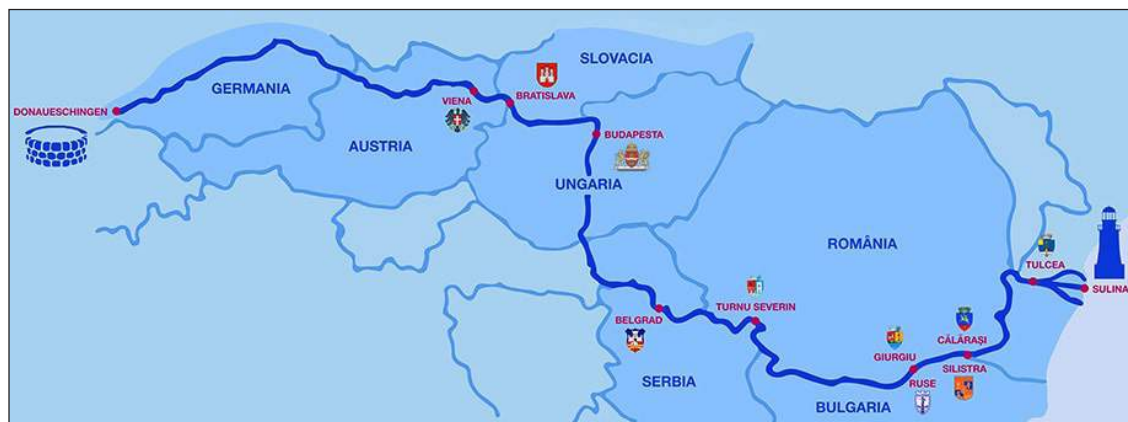 SLOVACIA
GERMANIA
DONAUESCHINGEN
VIENA
BRATISLAVA
BUDAPESTA
AUSTRIA
UNGARIA
ROMÂNIA
TULCEA
SULINA
TURNU SEVERIN
BELGRAD
CĂLĂRAȘI
GIURGIU
SILISTRA
RUSE
SERBIA
BULGARIA